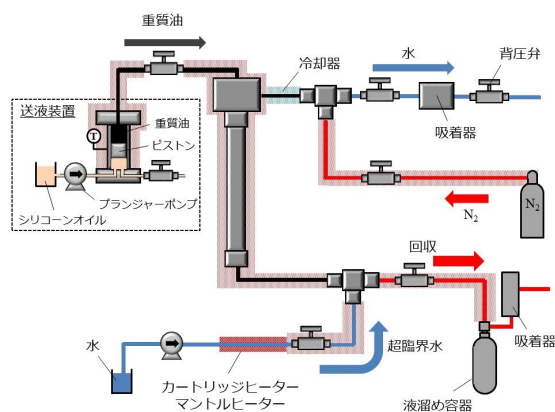 重質油
冷却器
水
背圧弁
送液装置
重質油
T
ピストン
吸着器
プランジャーポンプ
シリコーンオイル
N2
N2
回収
水
超臨界水
吸着器
カートリッジヒーター
マントルヒーター
液溜め容器